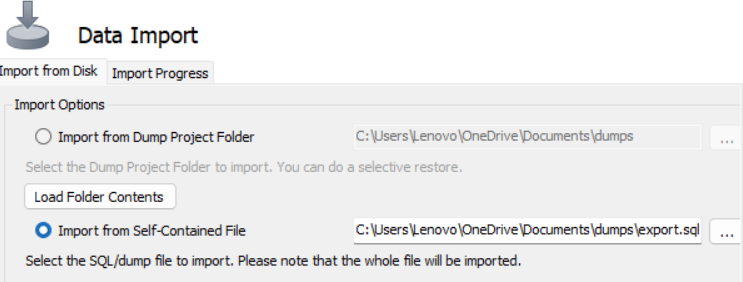 Data Import
Import from Disk Import Progress
Import Options
Import from Dump Project Folder C:\Users\Lenovo\OneDrive\Documents\dumps ...
Select the Dump Project Folder to import. You can do a selective restore.
Load Folder Contents
Import from Self-Contained File C:\Users\Lenovo\OneDrive\Documents\dumps\export.sql ...
Select the SQL/dump file to import. Please note that the whole file will be imported.